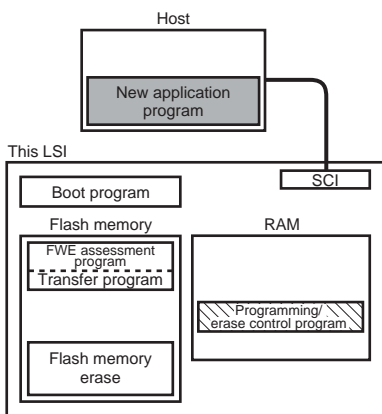 Host
New application
program
This LSI
SCI
Boot program
Flash memory
RAM
FWE assessment
program
Transfer program
Programming/
erase control program
Flash memory
erase